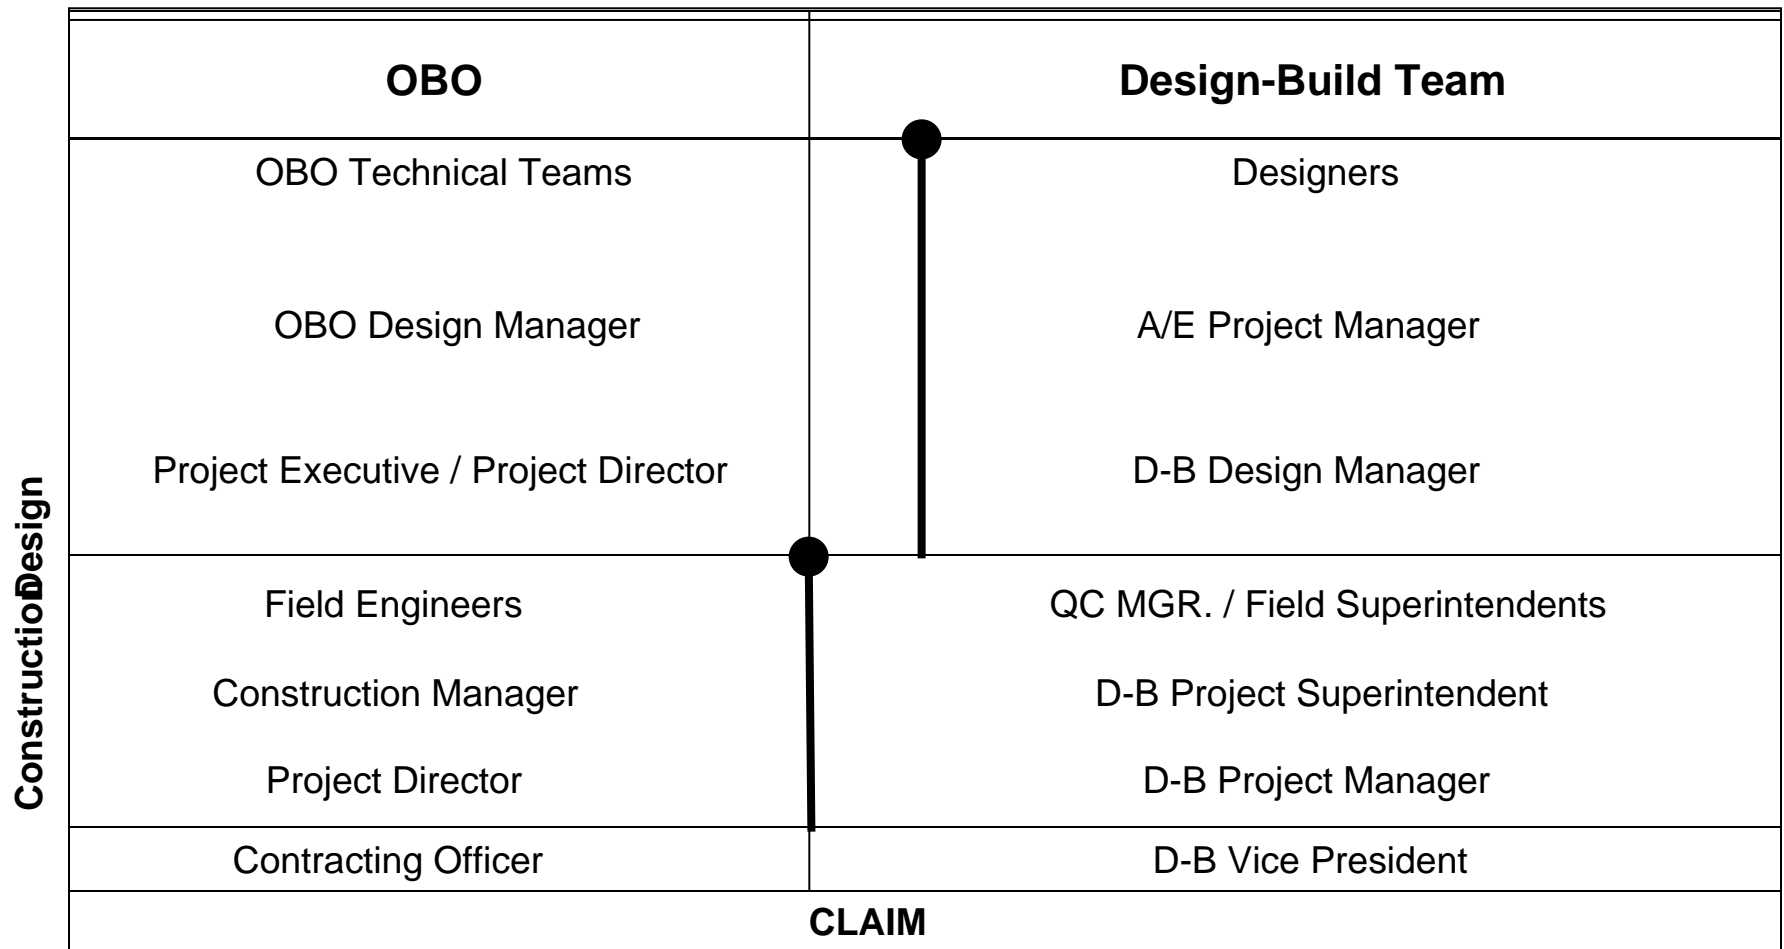 OBO Design-Build Team
OBO Technical Teams Designers
OBO Design Manager A/E Project Manager
Project Executive / Project Director D-B Design Manager
Design
Field Engineers QC MGR. / Field Superintendents
Construction Manager D-B Project Superintendent
Project Director D-B Project Manager
Construction
Contracting Officer D-B Vice President
CLAIM